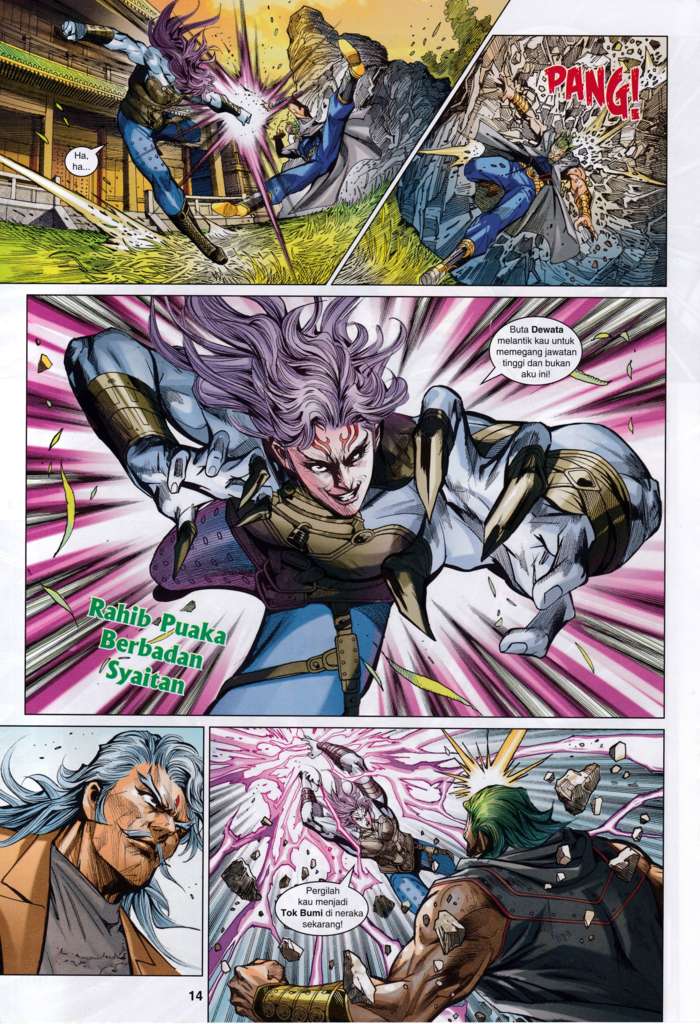 Ha,
ha...
PANG!
Buta Dewata
melantik kau untuk
memegang jawatan
tinggi dan bukan
aku ini!
Rahib Puaka
Berbadan
Syaitan
Pergilah
kau menjadi
Tok Bumi di neraka
sekarang!
14